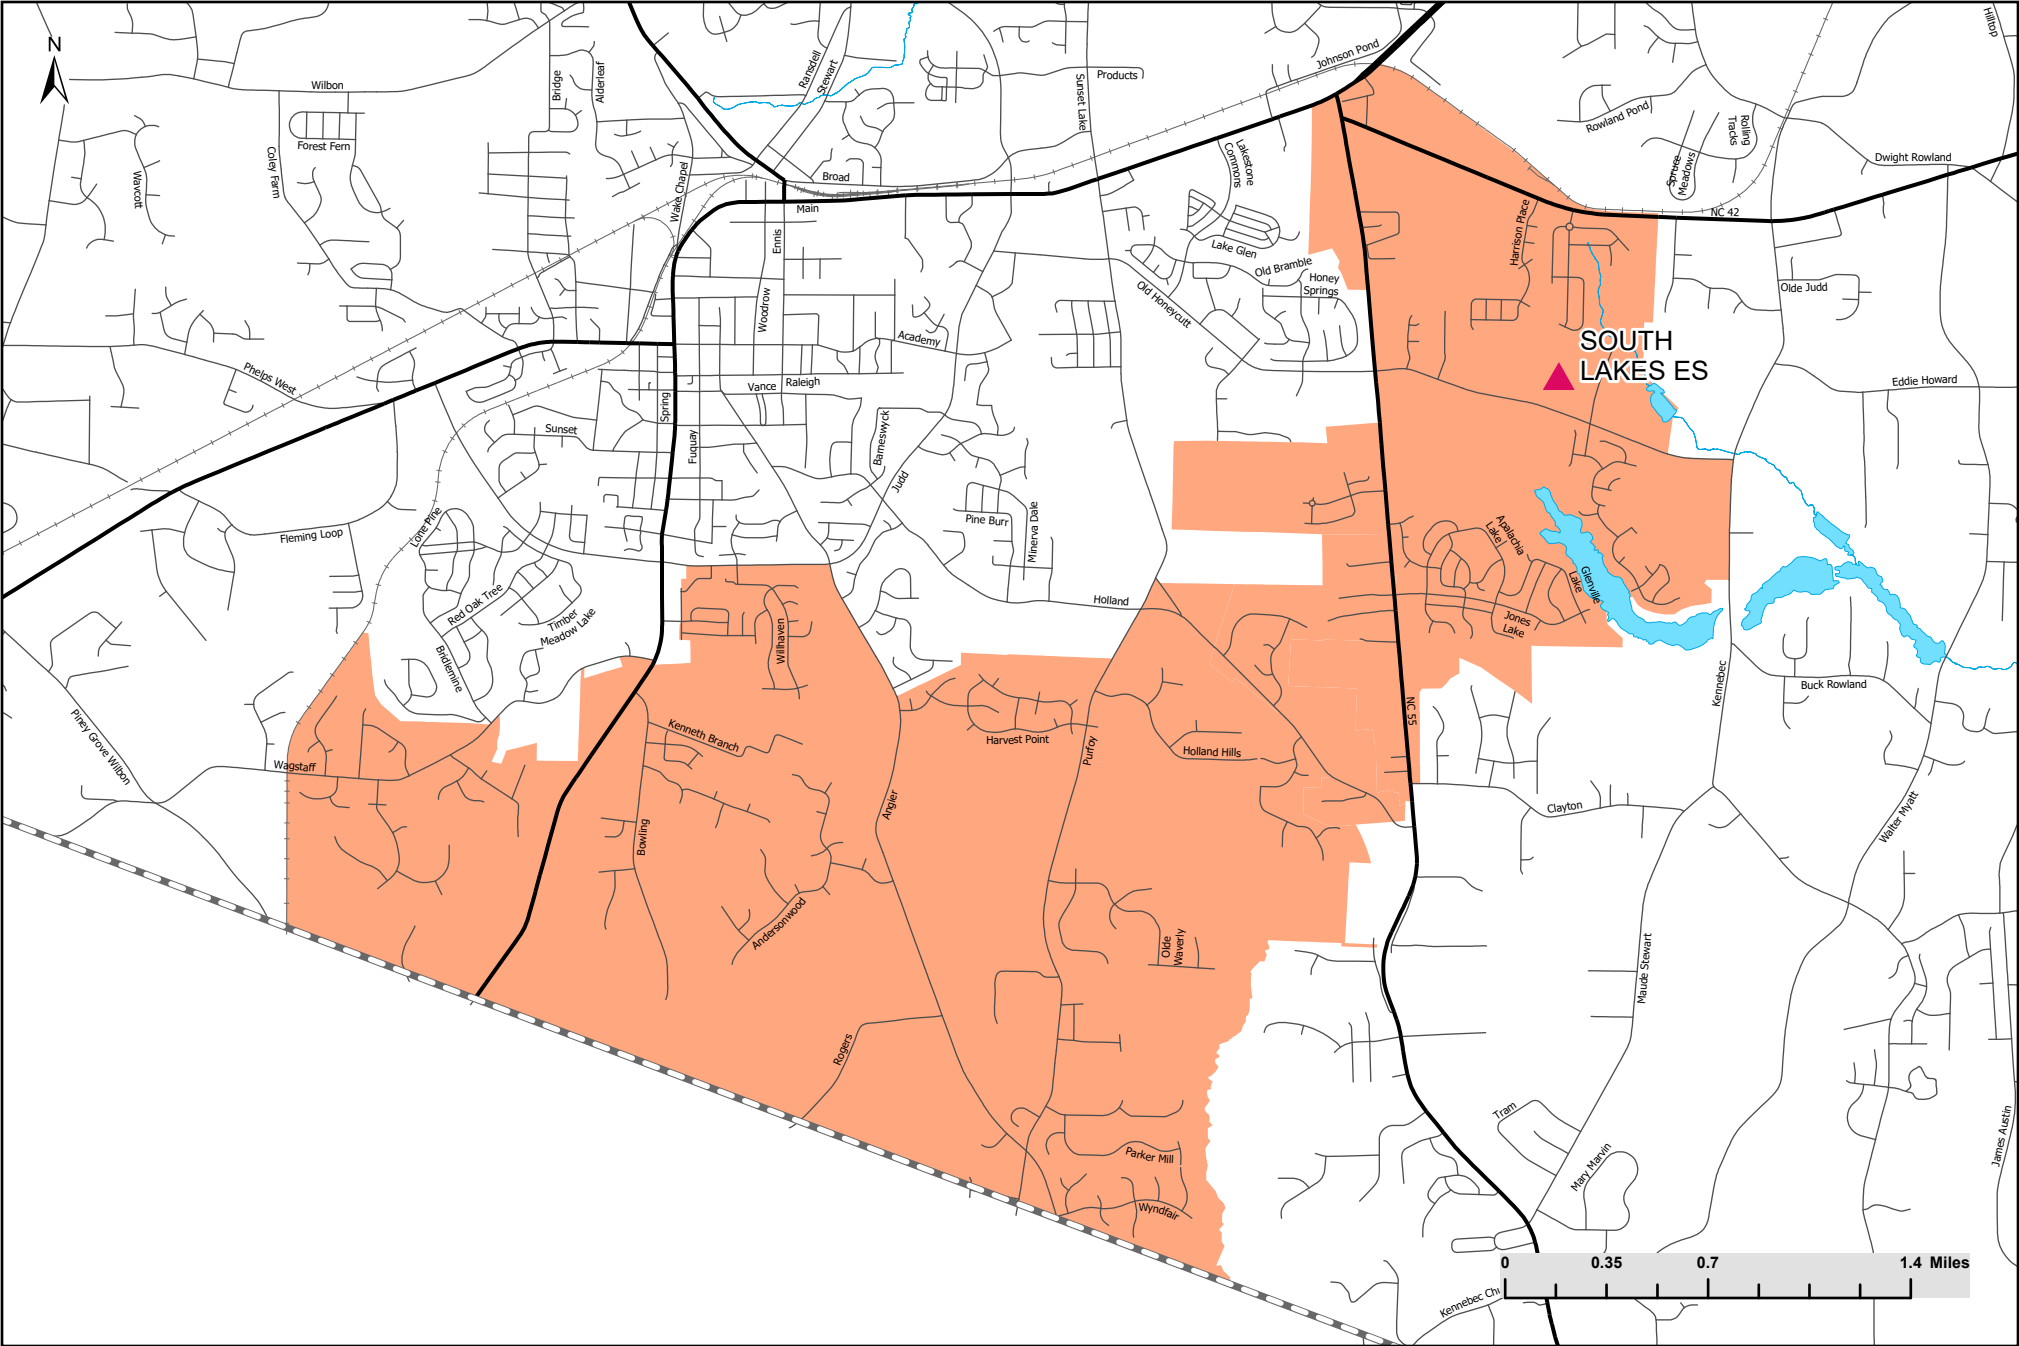 N
Wilbon
Bridge
Alderleaf
Ransdell
Stewart
Sunset Lake
Products
Johnson Pond
Hilltop
Forest Fern
Coley Farm
Waycott
Wake Chapel
Broad
Main
Ennis
Lakestone
Commons
Rowland Pond
Rolling
Tracks
Spruce
Meadows
Dwight Rowland
NC 42
Harrison Place
Lake Glen
Old Bramble
Honey
Springs
Old Honeycutt
Olde Judd
Woodrow
Academy
SOUTH
LAKES ES
Phelps West
Vance
Raleigh
Eddie Howard
Spring
Sunset
Fuquay
Barneswyck
Judd
Pine Burr
Minerva Dale
Fleming Loop
Lone Pine
Apalachia
Lake
Glenville
Lake
Jones
Lake
Red Oak Tree
Timber
Meadow Lake
Bridlemine
Willhaven
Holland
Kennebec
Buck Rowland
Piney Grove Wilbon
Wagstaff
Kenneth Branch
Harvest Point
Purfoy
Holland Hills
NC 55
Clayton
Walter Myatt
Bowling
Angier
Andersonwood
Olde
Waverly
Maude Stewart
Rogers
Tram
Mary Marvin
James Austin
Parker Mill
Wyndfair
Kennebec Chu
0
0.35
0.7
1.4 Miles